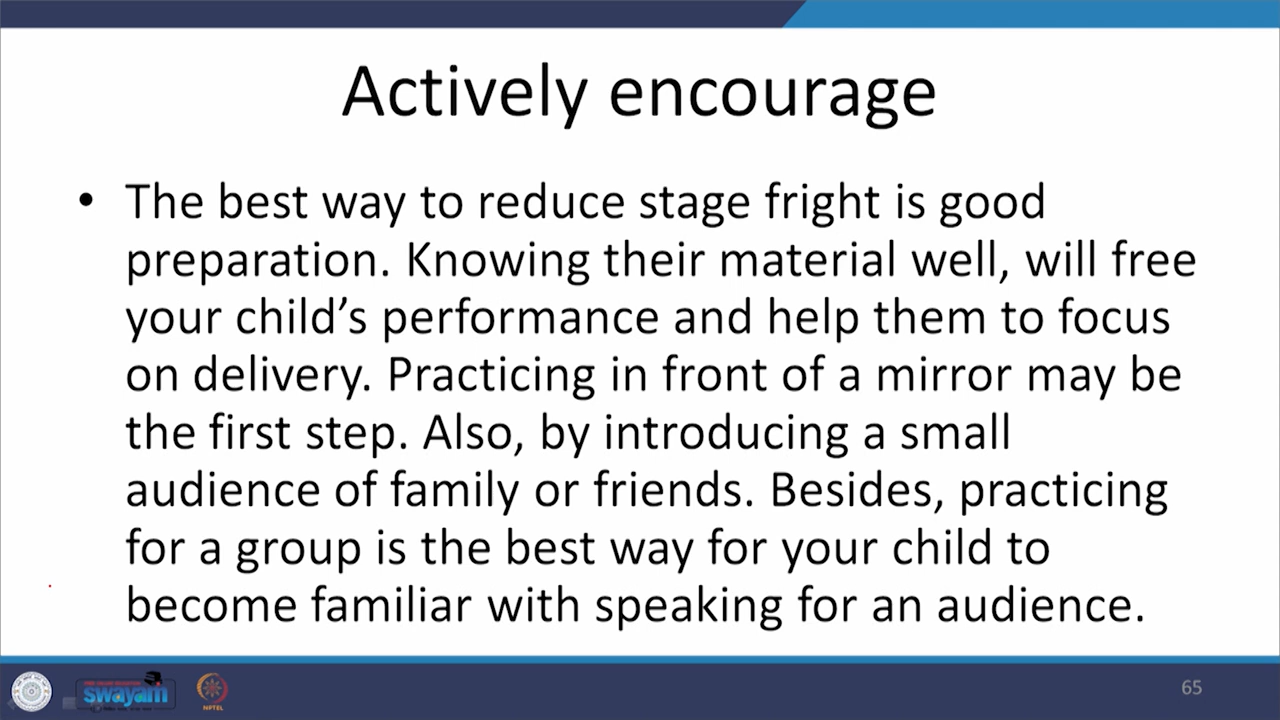 Actively encourage
• The best way to reduce stage fright is good
preparation. Knowing their material well, will free
your child’s performance and help them to focus
on delivery. Practicing in front of a mirror may be
the first step. Also, by introducing a small
audience of family or friends. Besides, practicing
for a group is the best way for your child to
become familiar with speaking for an audience.
swayam
NPTEL
65